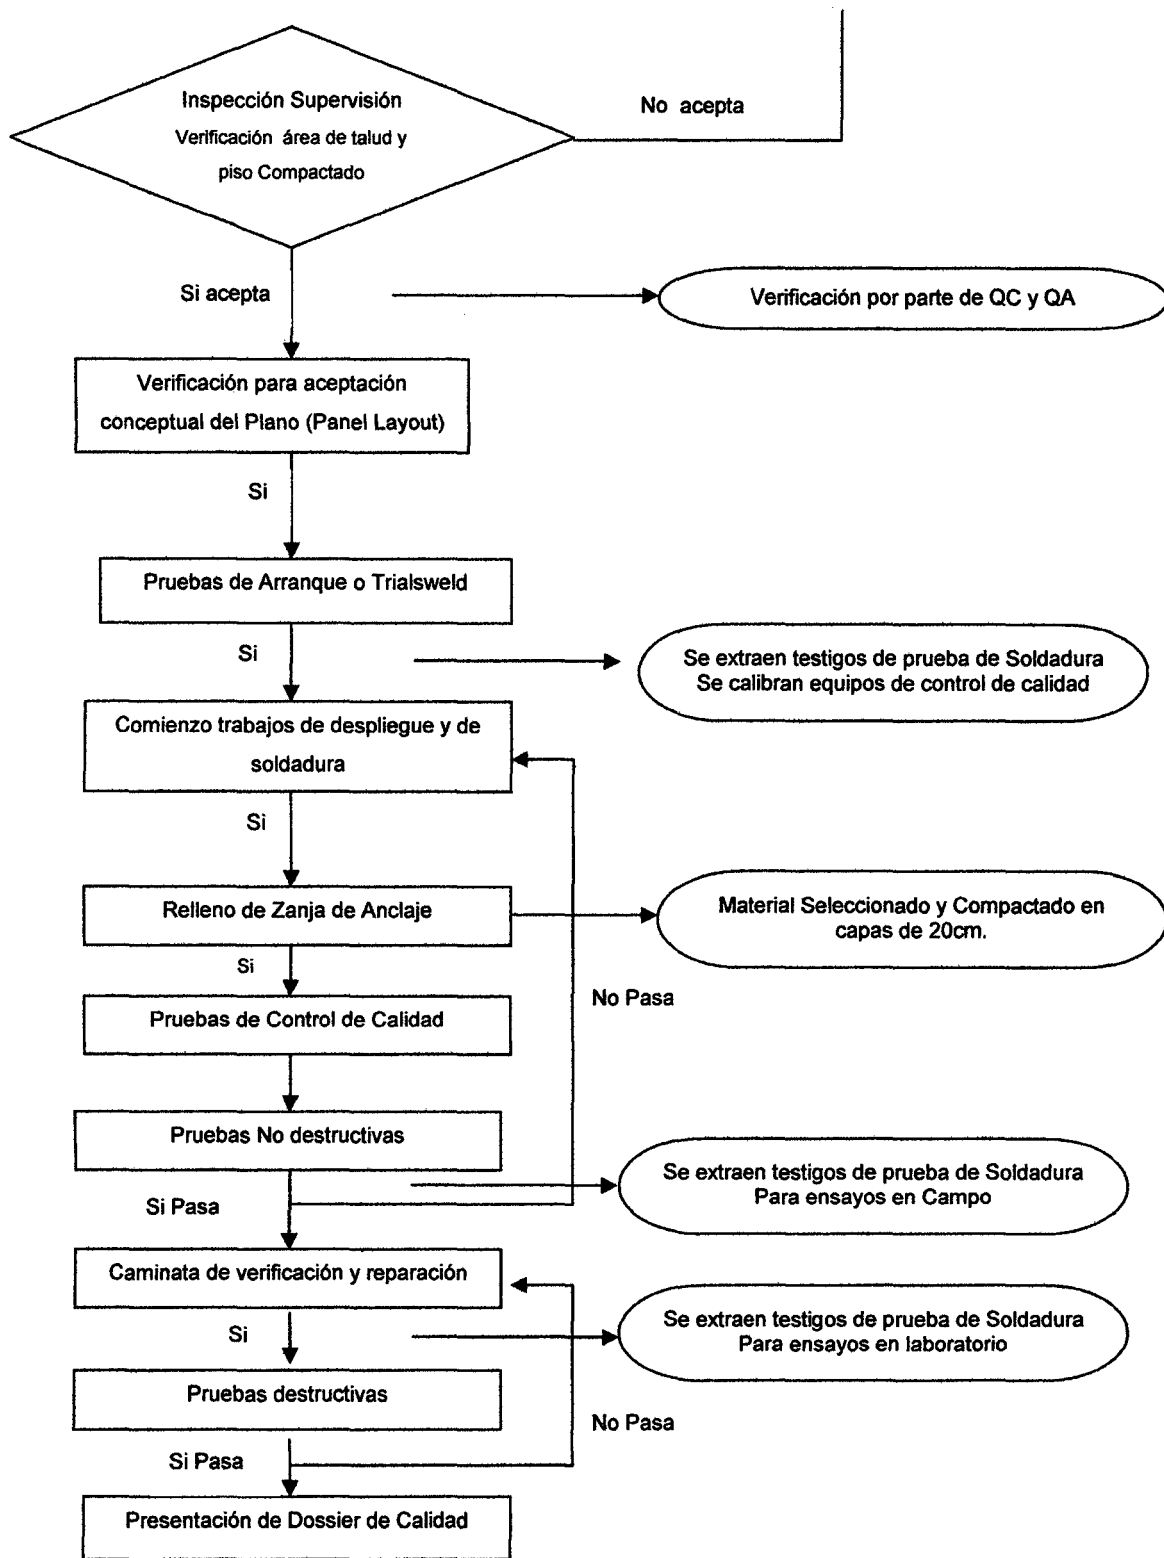 Inspección Supervisión
Verificación área de talud y
piso Compactado
No acepta
Si acepta
Verificación por parte de QC y QA
Verificación para aceptación
conceptual del Plano (Panel Layout)
Si
Pruebas de Arranque o Trialsweld
Si
Se extraen testigos de prueba de Soldadura
Se calibran equipos de control de calidad
Comienzo trabajos de despliegue y de
soldadura
Si
Relleno de Zanja de Anclaje
Material Seleccionado y Compactado en
capas de 20cm.
Si
No Pasa
Pruebas de Control de Calidad
Pruebas No destructivas
Se extraen testigos de prueba de Soldadura
Para ensayos en Campo
Si Pasa
Caminata de verificación y reparación
Se extraen testigos de prueba de Soldadura
Para ensayos en laboratorio
Si
Pruebas destructivas
No Pasa
Si Pasa
Presentación de Dossier de Calidad